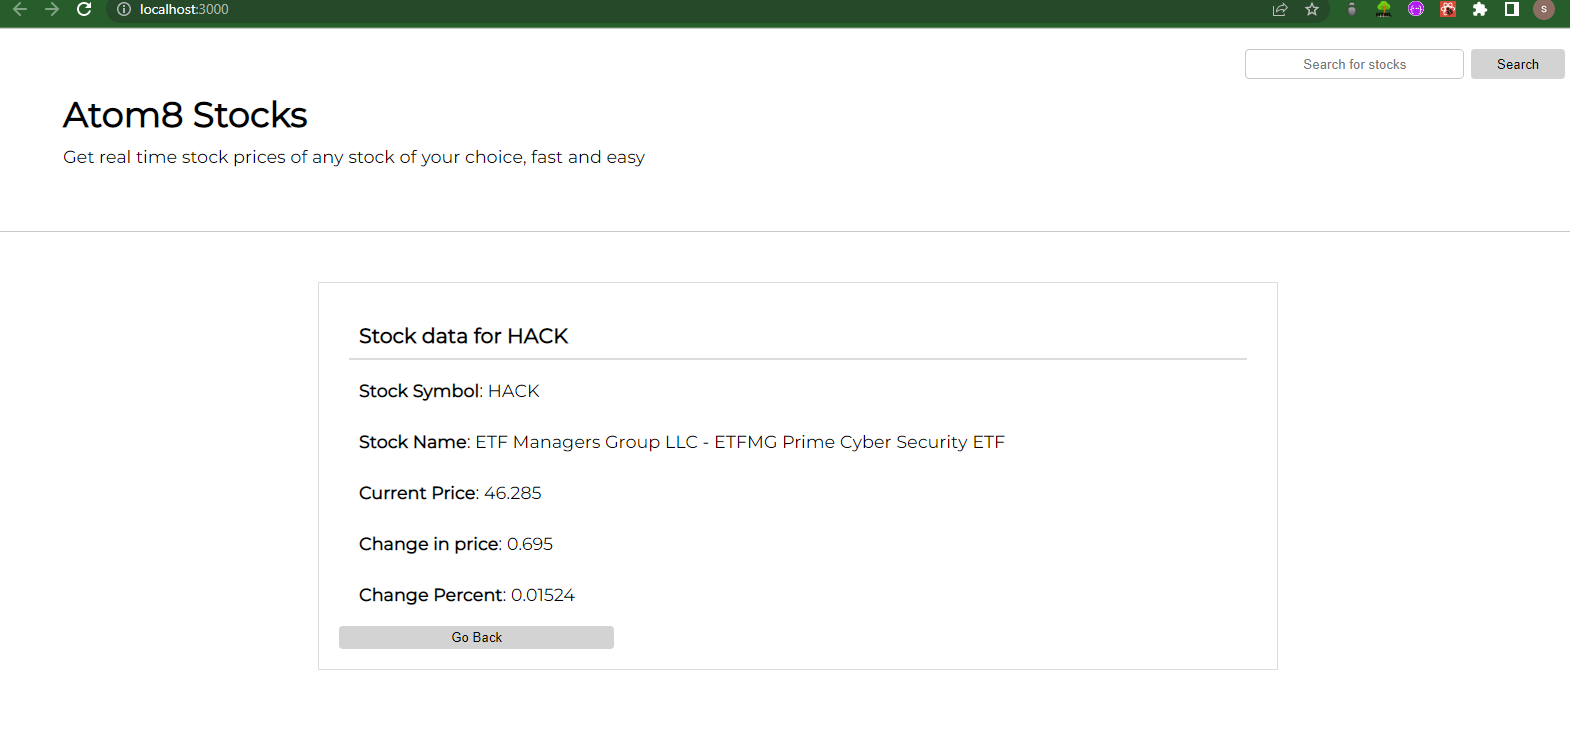 localhost:3000
s
Search for stocks
Search
Atom8 Stocks
Get real time stock prices of any stock of your choice, fast and easy
Stock data for HACK
Stock Symbol: HACK
Stock Name: ETF Managers Group LLC - ETFMG Prime Cyber Security ETF
Current Price: 46.285
Change in price: 0.695
Change Percent: 0.01524
Go Back